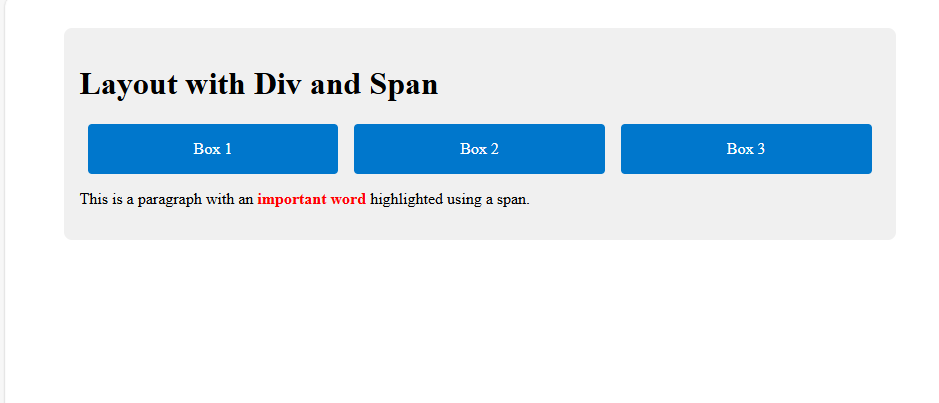 Layout with Div and Span
Box 1
Box 2
Box 3
This is a paragraph with an important word highlighted using a span.